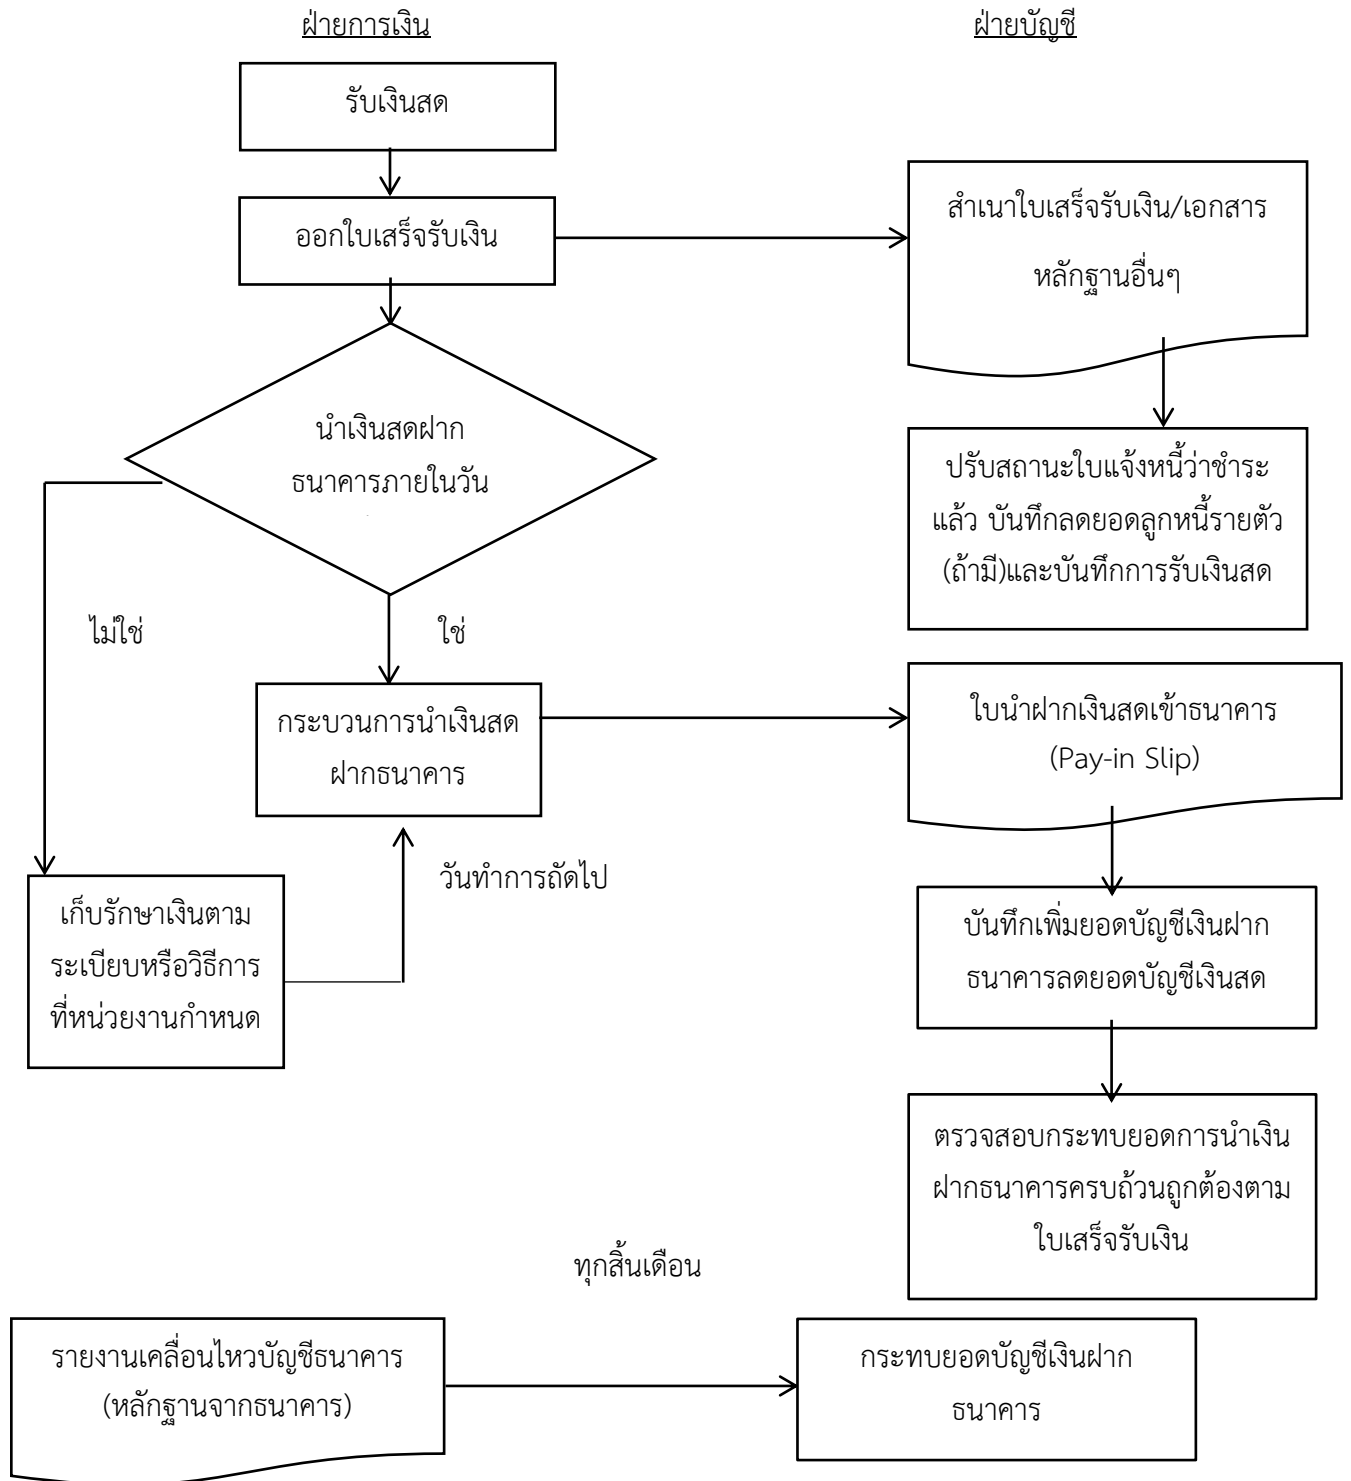 ฝ่ายการเงิน
ฝ่ายบัญชี
รับเงินสด
ออกใบเสร็จรับเงิน
สำเนาใบเสร็จรับเงิน/เอกสาร
หลักฐานอื่นๆ
นำเงินสดฝาก
ธนาคารภายในวัน
ปรับสถานะใบแจ้งหนี้ว่าชำระ
แล้ว บันทึกลดยอดลูกหนี้รายตัว
(ถ้ามี)และบันทึกการรับเงินสด
ไม่ใช่
ใช่
กระบวนการนำเงินสด
ฝากธนาคาร
ใบนำฝากเงินสดเข้าธนาคาร
(Pay-in Slip)
วันทำการถัดไป
เก็บรักษาเงินตาม
ระเบียบหรือวิธีการ
ที่หน่วยงานกำหนด
บันทึกเพิ่มยอดบัญชีเงินฝาก
ธนาคารลดยอดบัญชีเงินสด
ตรวจสอบกระทบยอดการนำเงิน
ฝากธนาคารครบถ้วนถูกต้องตาม
ใบเสร็จรับเงิน
ทุกสิ้นเดือน
รายงานเคลื่อนไหวบัญชีธนาคาร
(หลักฐานจากธนาคาร)
กระทบยอดบัญชีเงินฝาก
ธนาคาร